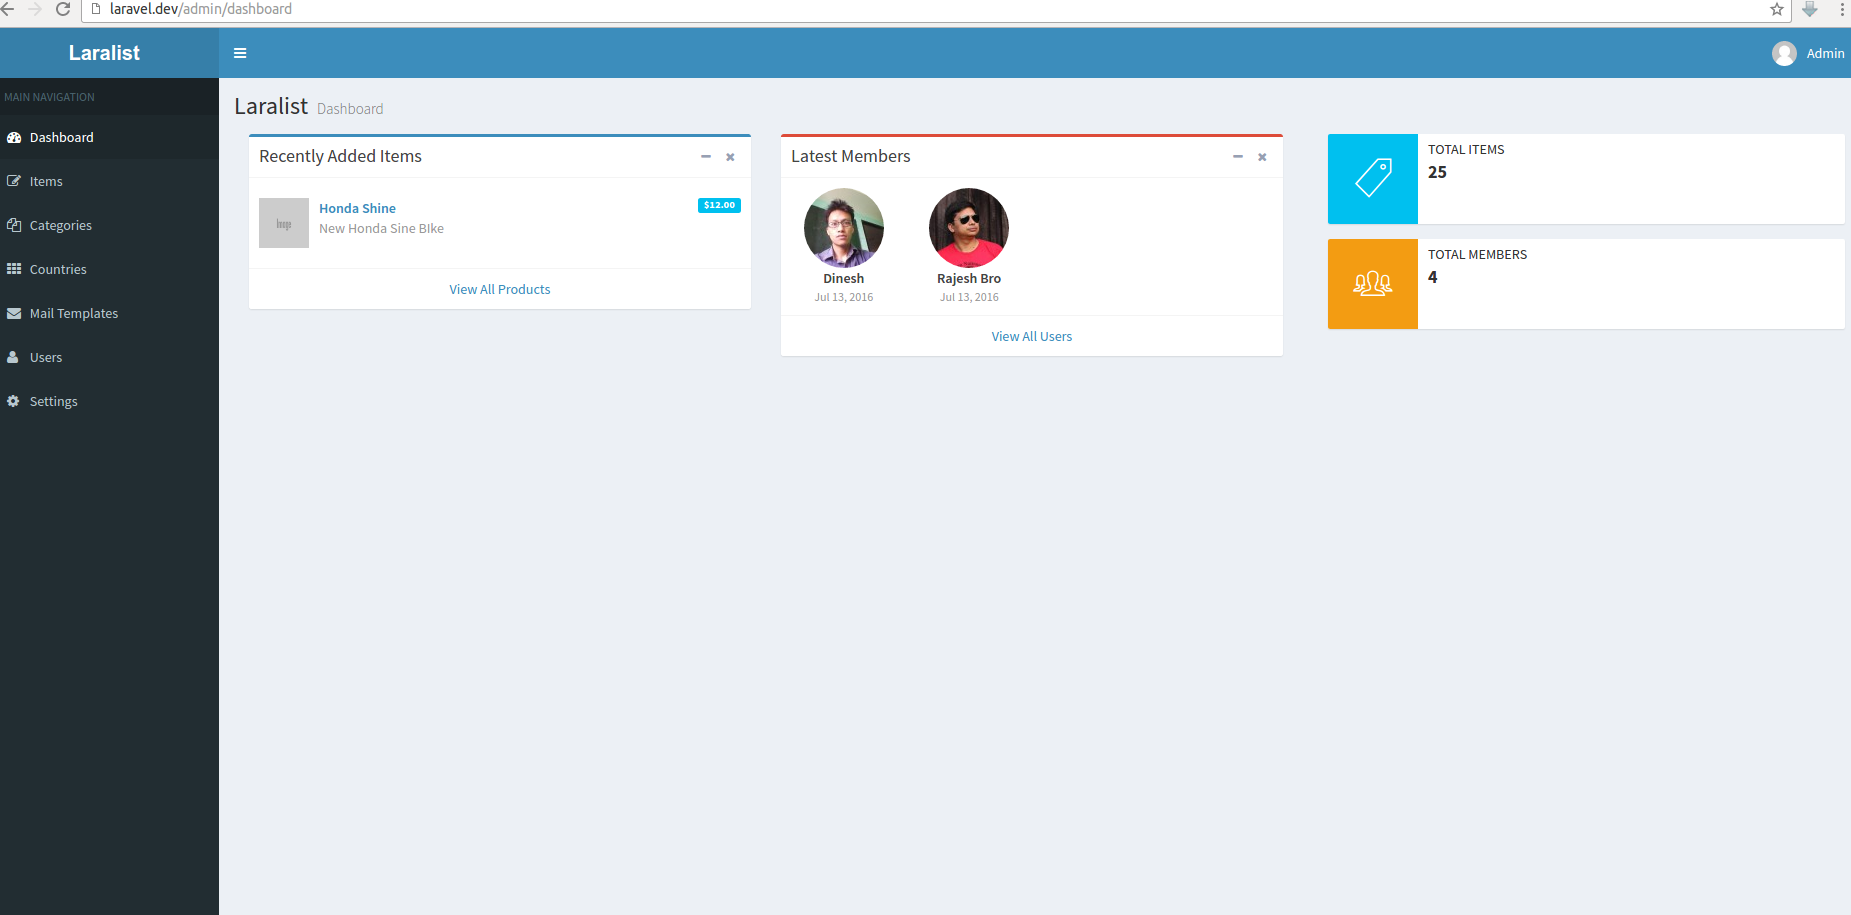 laravel.dev/admin/dashboard
Laralist
Admin
MAIN NAVIGATION
Dashboard
Items
Categories
Countries
Mail Templates
Users
Settings
Laralist Dashboard
Recently Added Items
Honda Shine
$12.00
New Honda Sine BIke
View All Products
Latest Members
Dinesh
Jul 13, 2016
Rajesh Bro
Jul 13, 2016
View All Users
TOTAL ITEMS
25
TOTAL MEMBERS
4